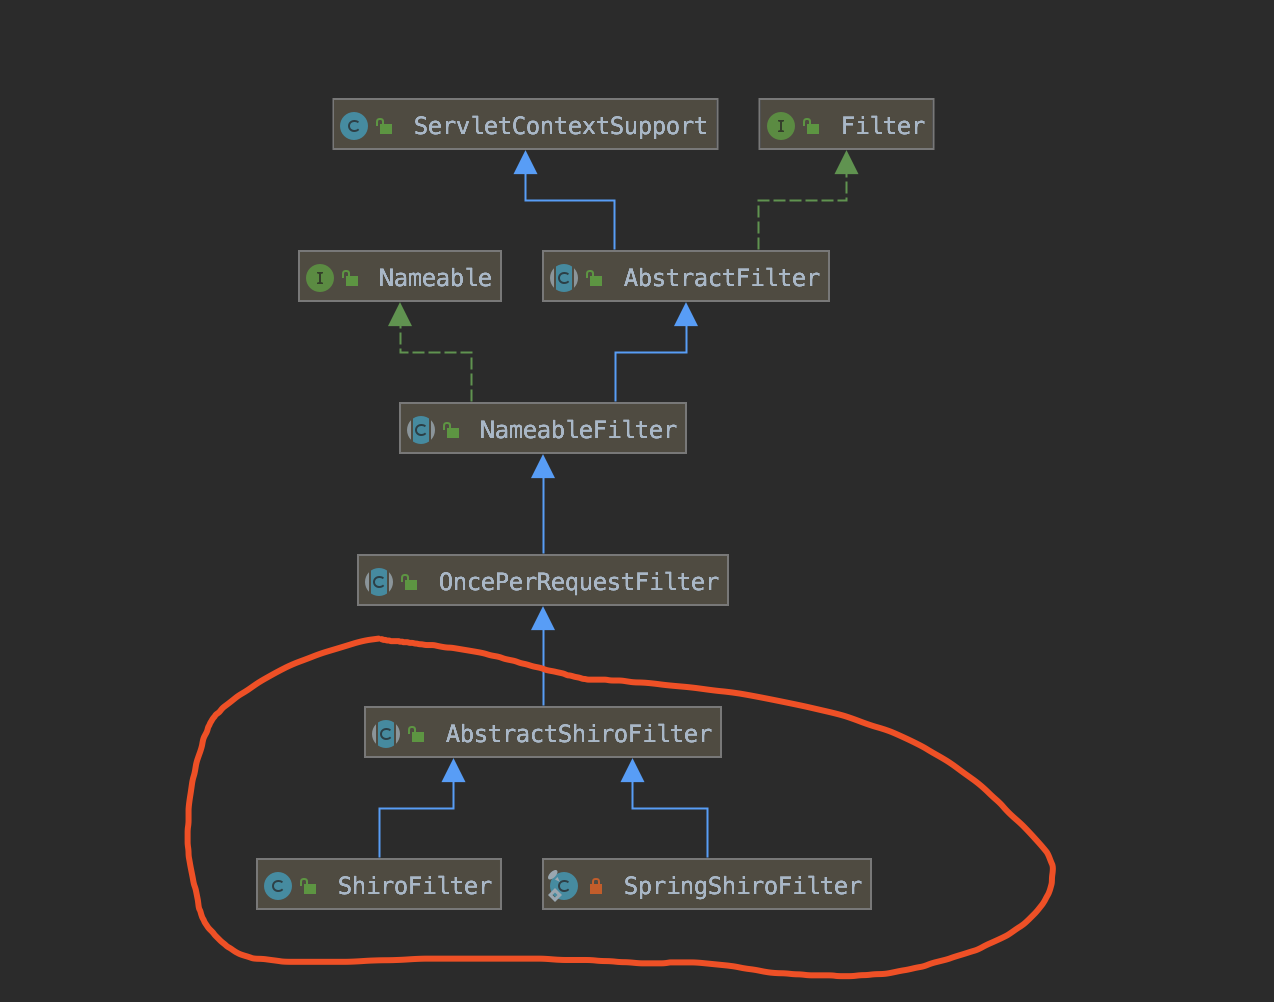 ServletContextSupport
Filter
Nameable
AbstractFilter
NameableFilter
OncePerRequestFilter
AbstractShiroFilter
ShiroFilter
SpringShiroFilter